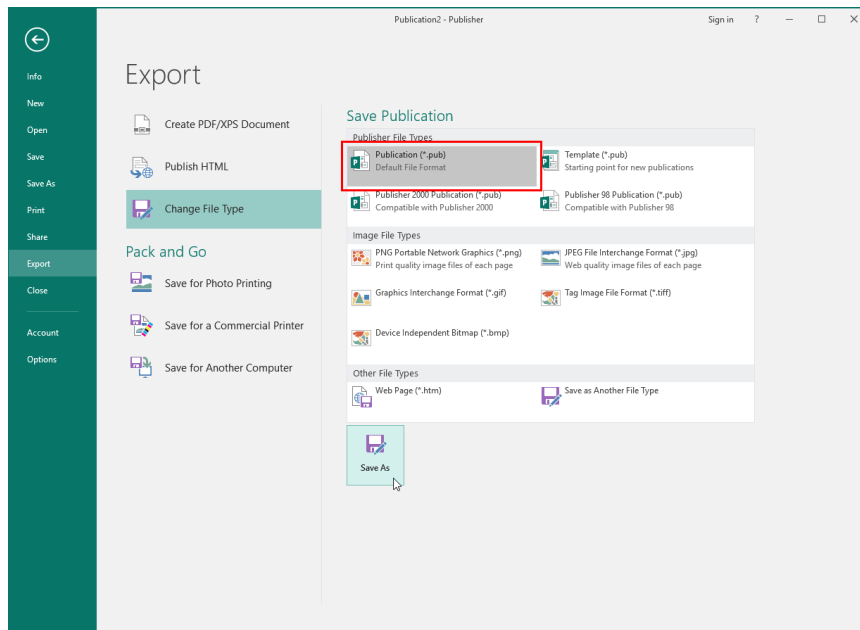 Publication2 - Publisher
Sign in ?
Info
New
Open
Save
Save As
Print
Share
Export
Close
Account
Options
Export
Create PDF/XPS Document
Publish HTML
Change File Type
Pack and Go
Save for Photo Printing
Save for a Commercial Printer
Save for Another Computer
Save Publication
Publisher File Types
Publication (*.pub)
Default File Format
Template (*.pub)
Starting point for new publications
Publisher 2000 Publication (*.pub)
Compatible with Publisher 2000
Publisher 98 Publication (*.pub)
Compatible with Publisher 98
Image File Types
PNG Portable Network Graphics (*.png)
Print quality image files of each page
JPEG File Interchange Format (*.jpg)
Web quality image files of each page
Graphics Interchange Format (*.gif)
Tag Image File Format (*.tiff)
Device Independent Bitmap (*.bmp)
Other File Types
Web Page (*.htm)
Save as Another File Type
Save As